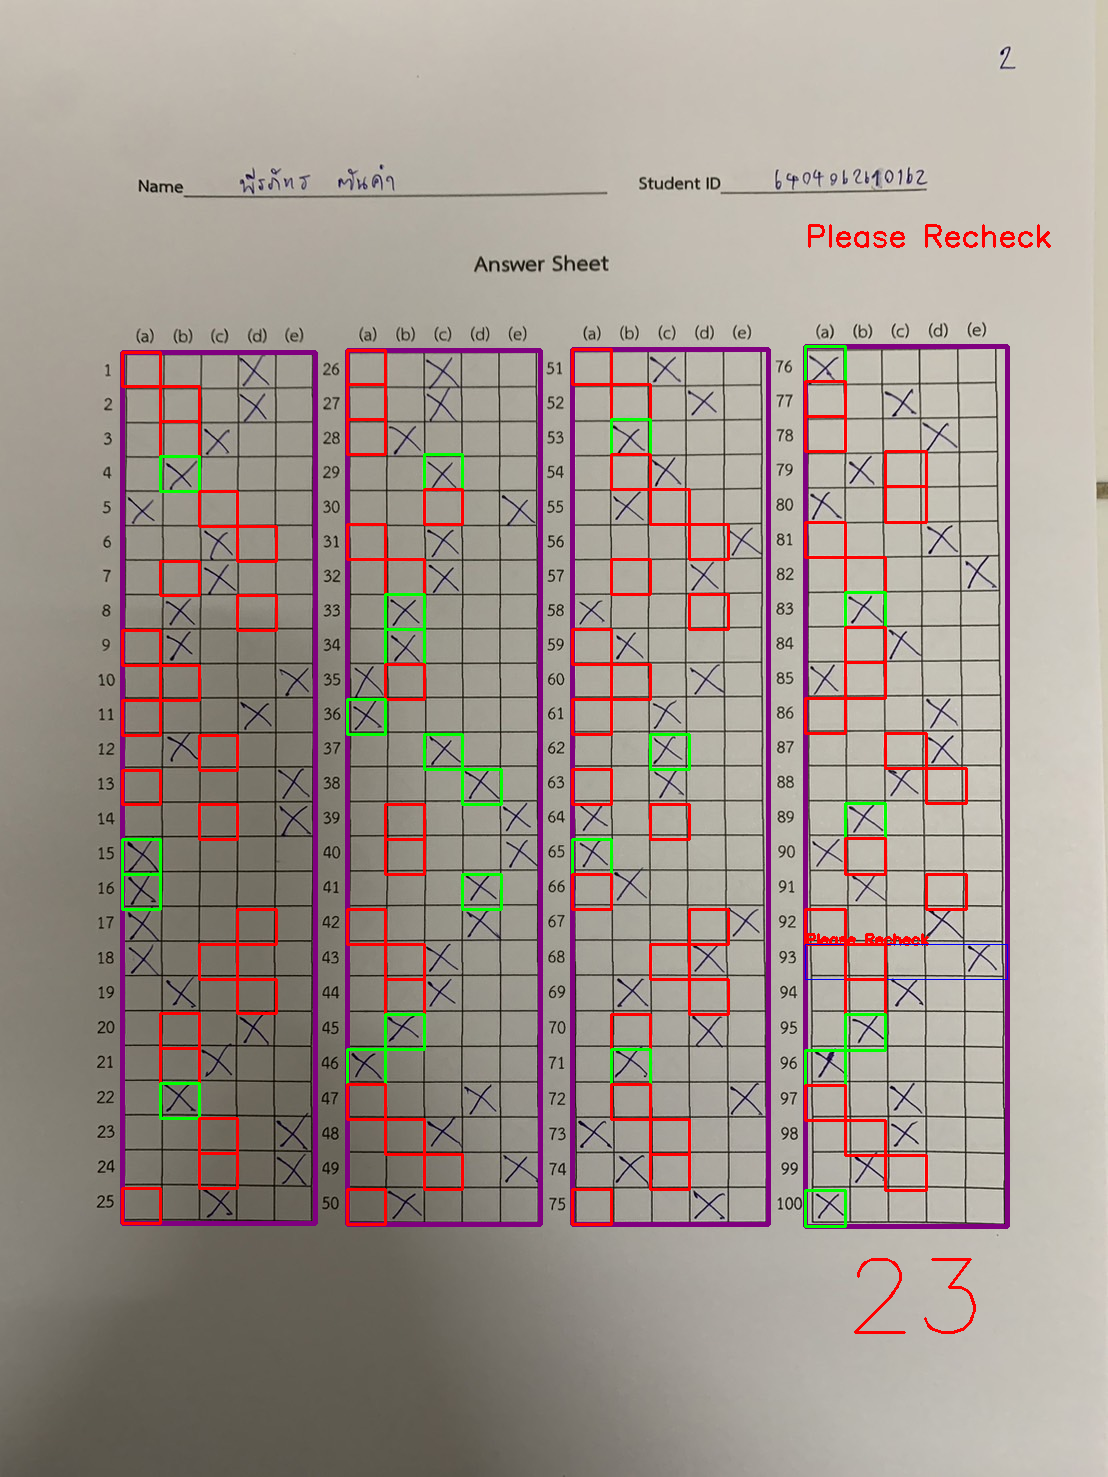 2
Name พีรภัทร ตันคำ Student ID 6404062610162
Please Recheck
Answer Sheet
(a) (b) (c) (d) (e) (a) (b) (c) (d) (e) (a) (b) (c) (d) (e) (a) (b) (c) (d) (e)
1 26 51 76
2 27 52 77
3 28 53 78
4 29 54 79
5 30 55 80
6 31 56 81
7 32 57 82
8 33 58 83
9 34 59 84
10 35 60 85
11 36 61 86
12 37 62 87
13 38 63 88
14 39 64 89
15 40 65 90
16 41 66 91
17 42 67 92
Please Recheck
18 43 68 93
19 44 69 94
20 45 70 95
21 46 71 96
22 47 72 97
23 48 73 98
24 49 74 99
25 50 75 100
23